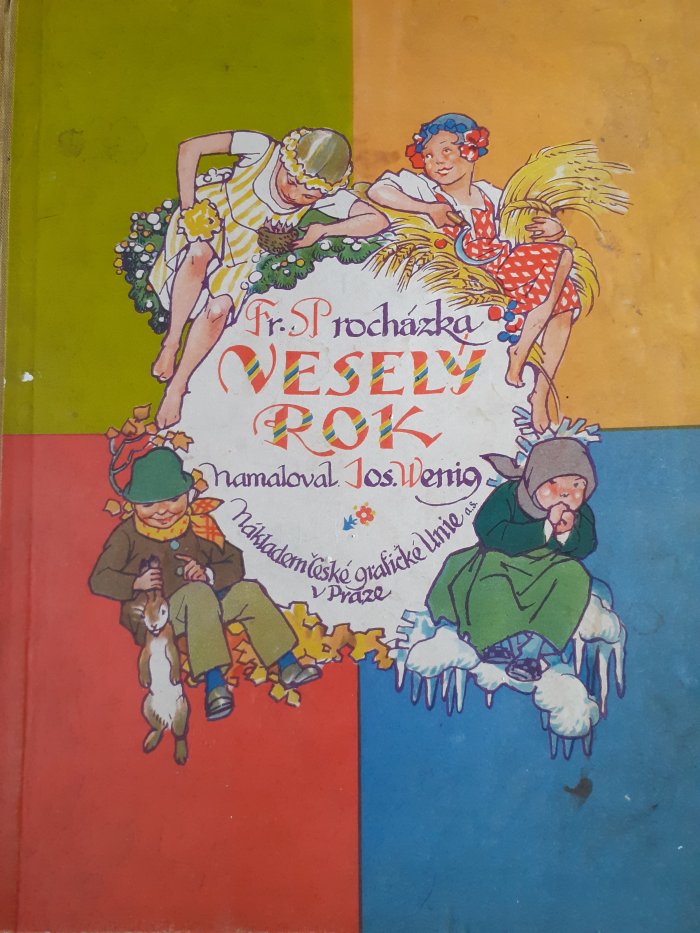 Fr. S. Procházka
VESELÝ
ROK
namaloval Jos. Wenig
Nákladem České grafické Unie a.s.
v Praze